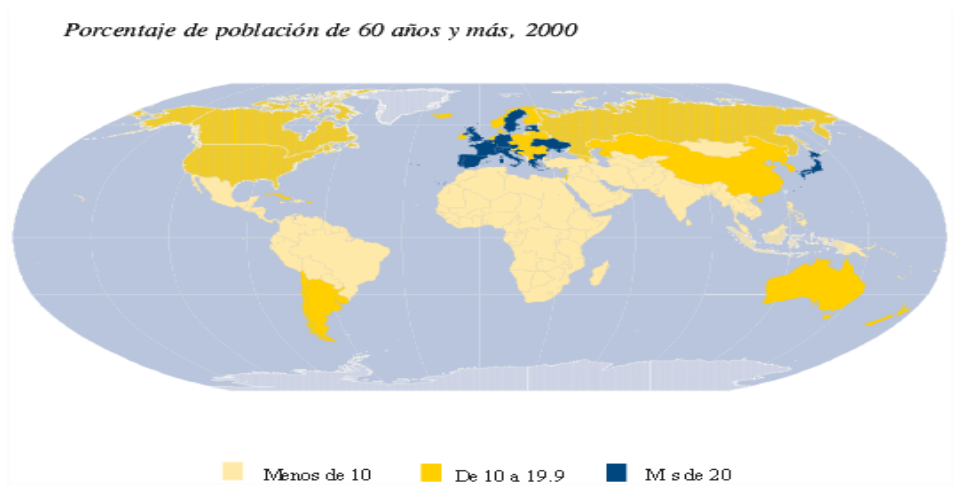 Porcentaje de población de 60 años y más, 2000
Menos de 10 De 10 a 19.9 M s de 20